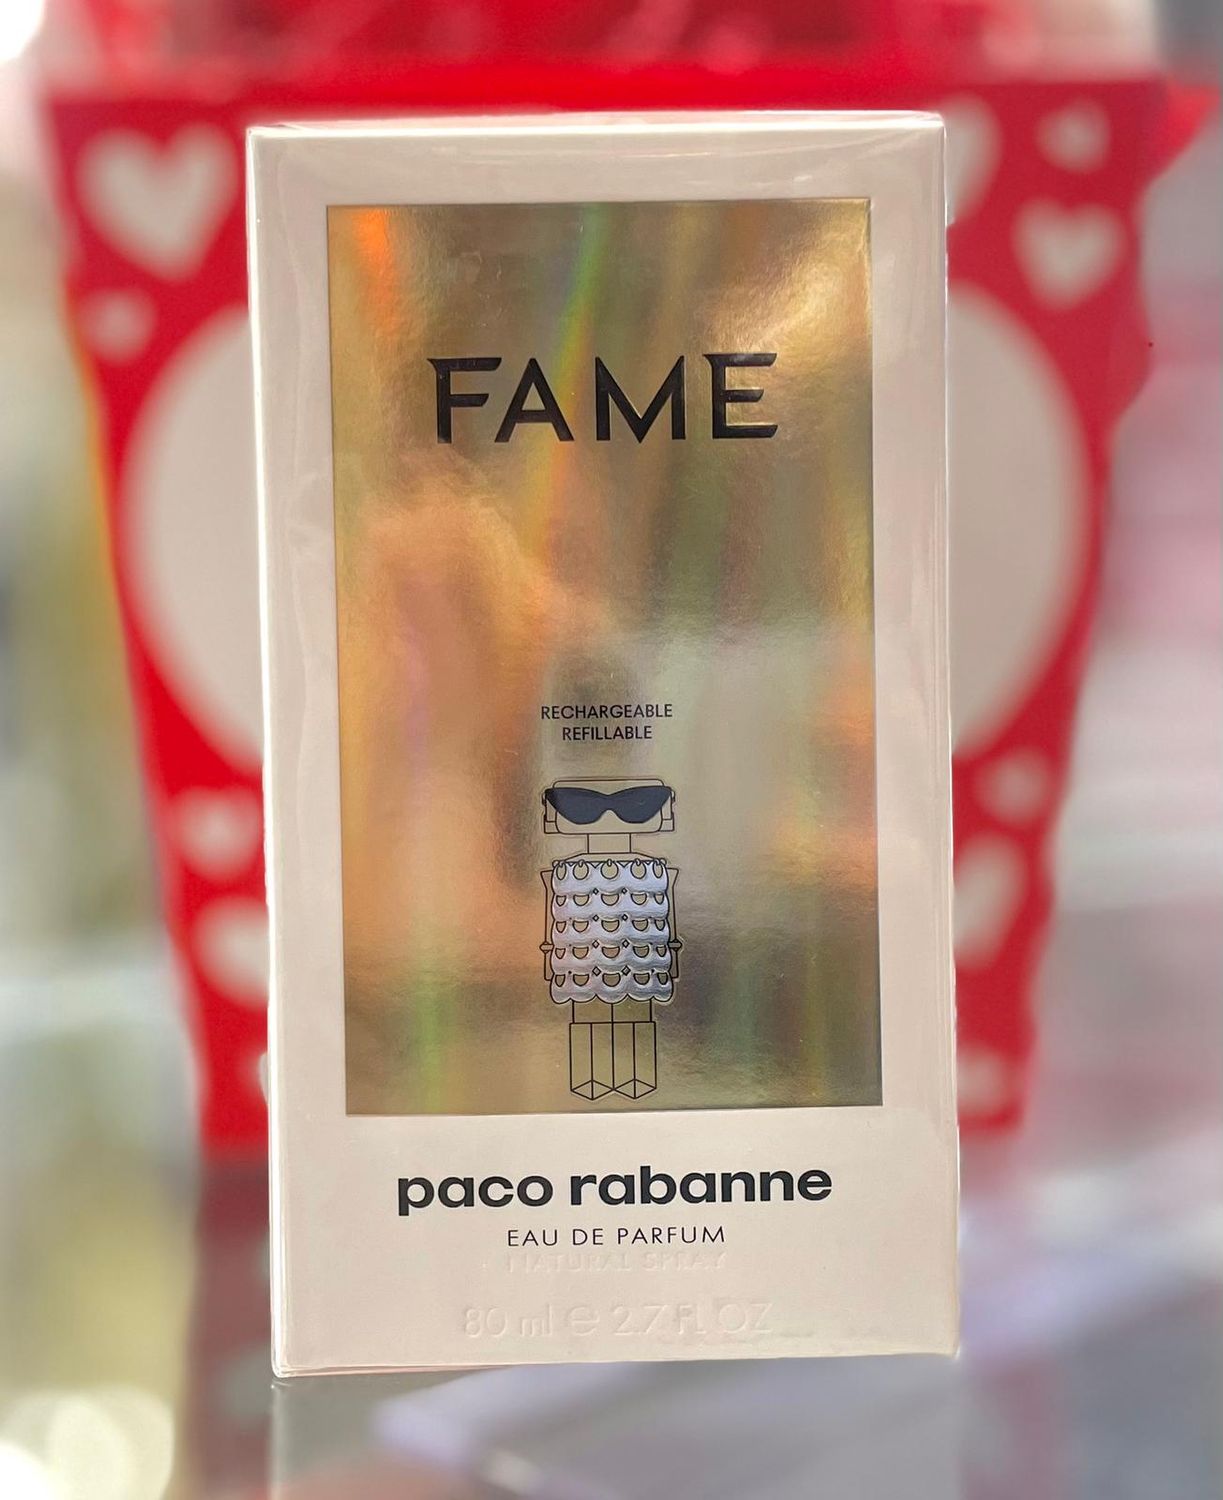 FAME
RECHARGEABLE
REFILLABLE
paco rabanne
EAU DE PARFUM
NATURAL SPRAY
80 ml e 2.7 FL OZ